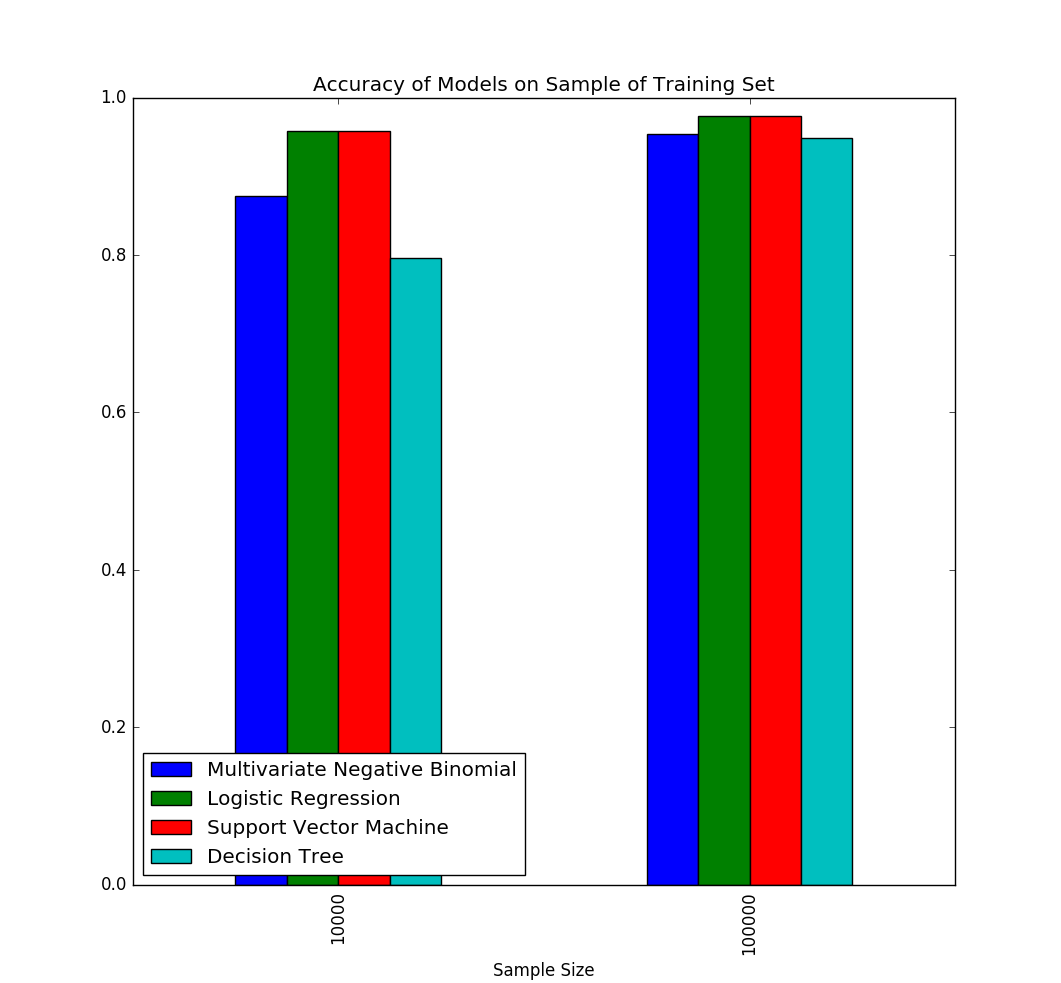 Accuracy of Models on Sample of Training Set
1.0
0.8
0.6
0.4
0.2
0.0
Multivariate Negative Binomial
Logistic Regression
Support Vector Machine
Decision Tree
10000
100000
Sample Size